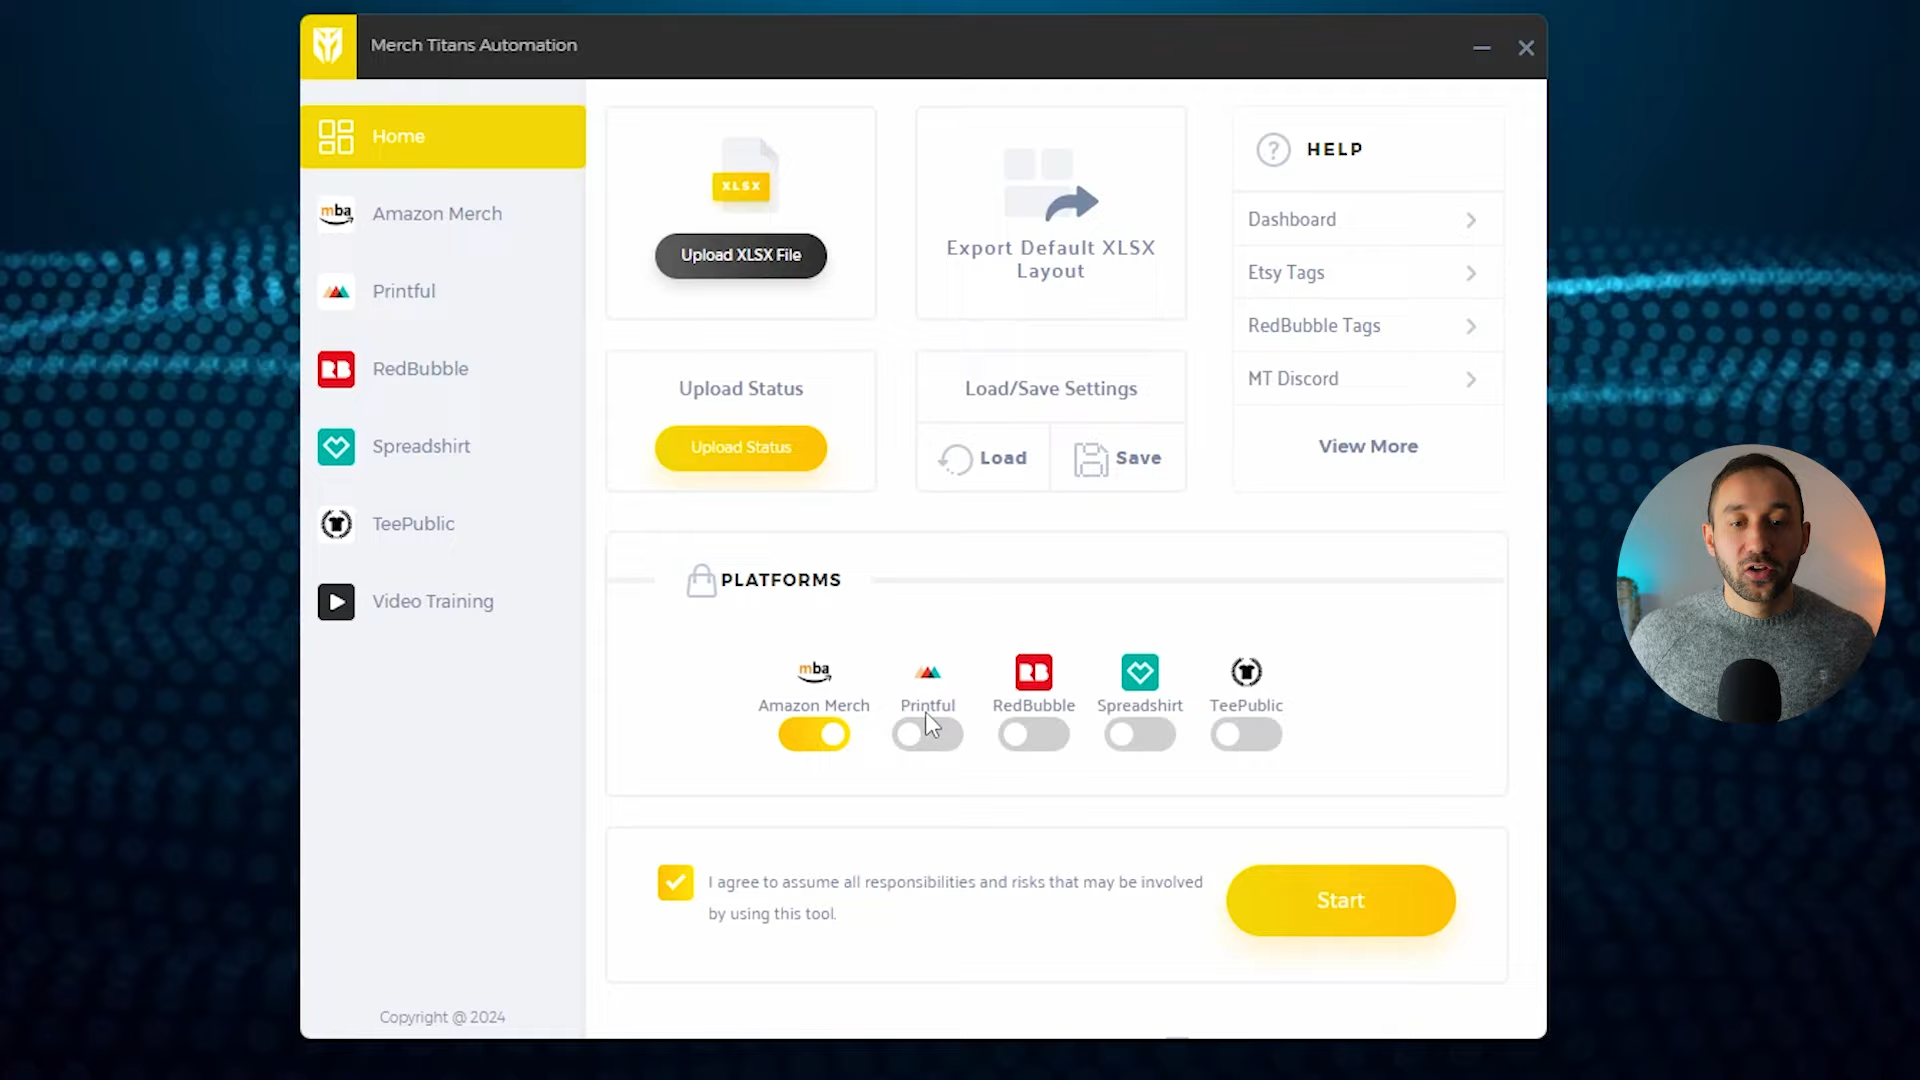 Merch Titans Automation
Home
mba
Amazon Merch
Printful
RB
RedBubble
Spreadshirt
TeePublic
Video Training
Copyright @ 2024
XLSX
Upload XLSX File
Export Default XLSX
Layout
Upload Status
Upload Status
Load/Save Settings
Load
Save
? HELP
Dashboard
Etsy Tags
RedBubble Tags
MT Discord
View More
PLATFORMS
mba
RB
Amazon Merch
Printful
RedBubble
Spreadshirt
TeePublic
I agree to assume all responsibilities and risks that may be involved
by using this tool.
Start